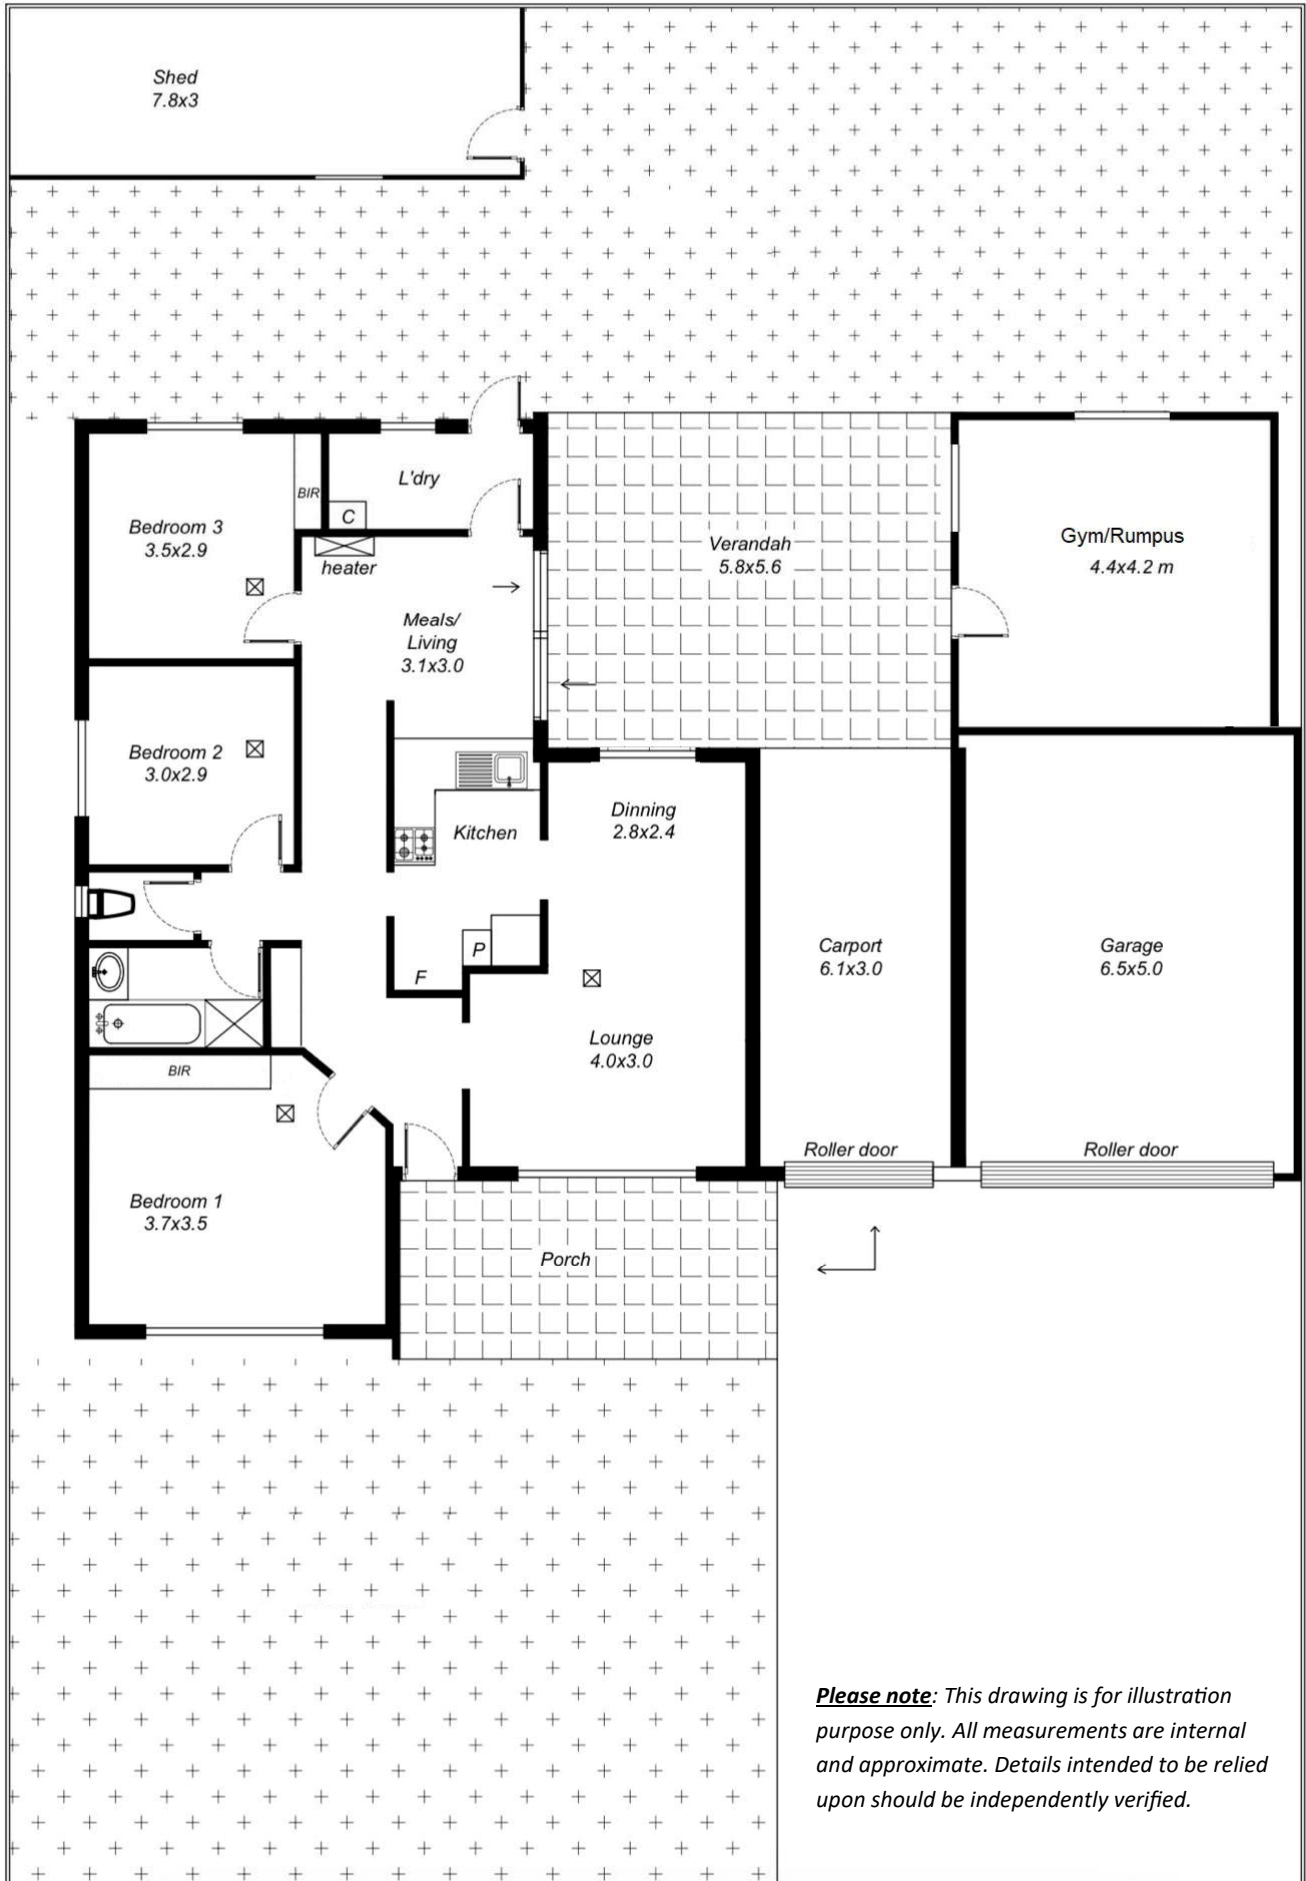 Shed
7.8x3
Bedroom 3
3.5x2.9
BIR
L'dry
C
heater
Meals/
Living
3.1x3.0
Verandah
5.8x5.6
Gym/Rumpus
4.4x4.2 m
Bedroom 2
3.0x2.9
Kitchen
Dinning
2.8x2.4
P
F
Lounge
4.0x3.0
Carport
6.1x3.0
Garage
6.5x5.0
BIR
Bedroom 1
3.7x3.5
Roller door
Roller door
Porch
Please note: This drawing is for illustration
purpose only. All measurements are internal
and approximate. Details intended to be relied
upon should be independently verified.